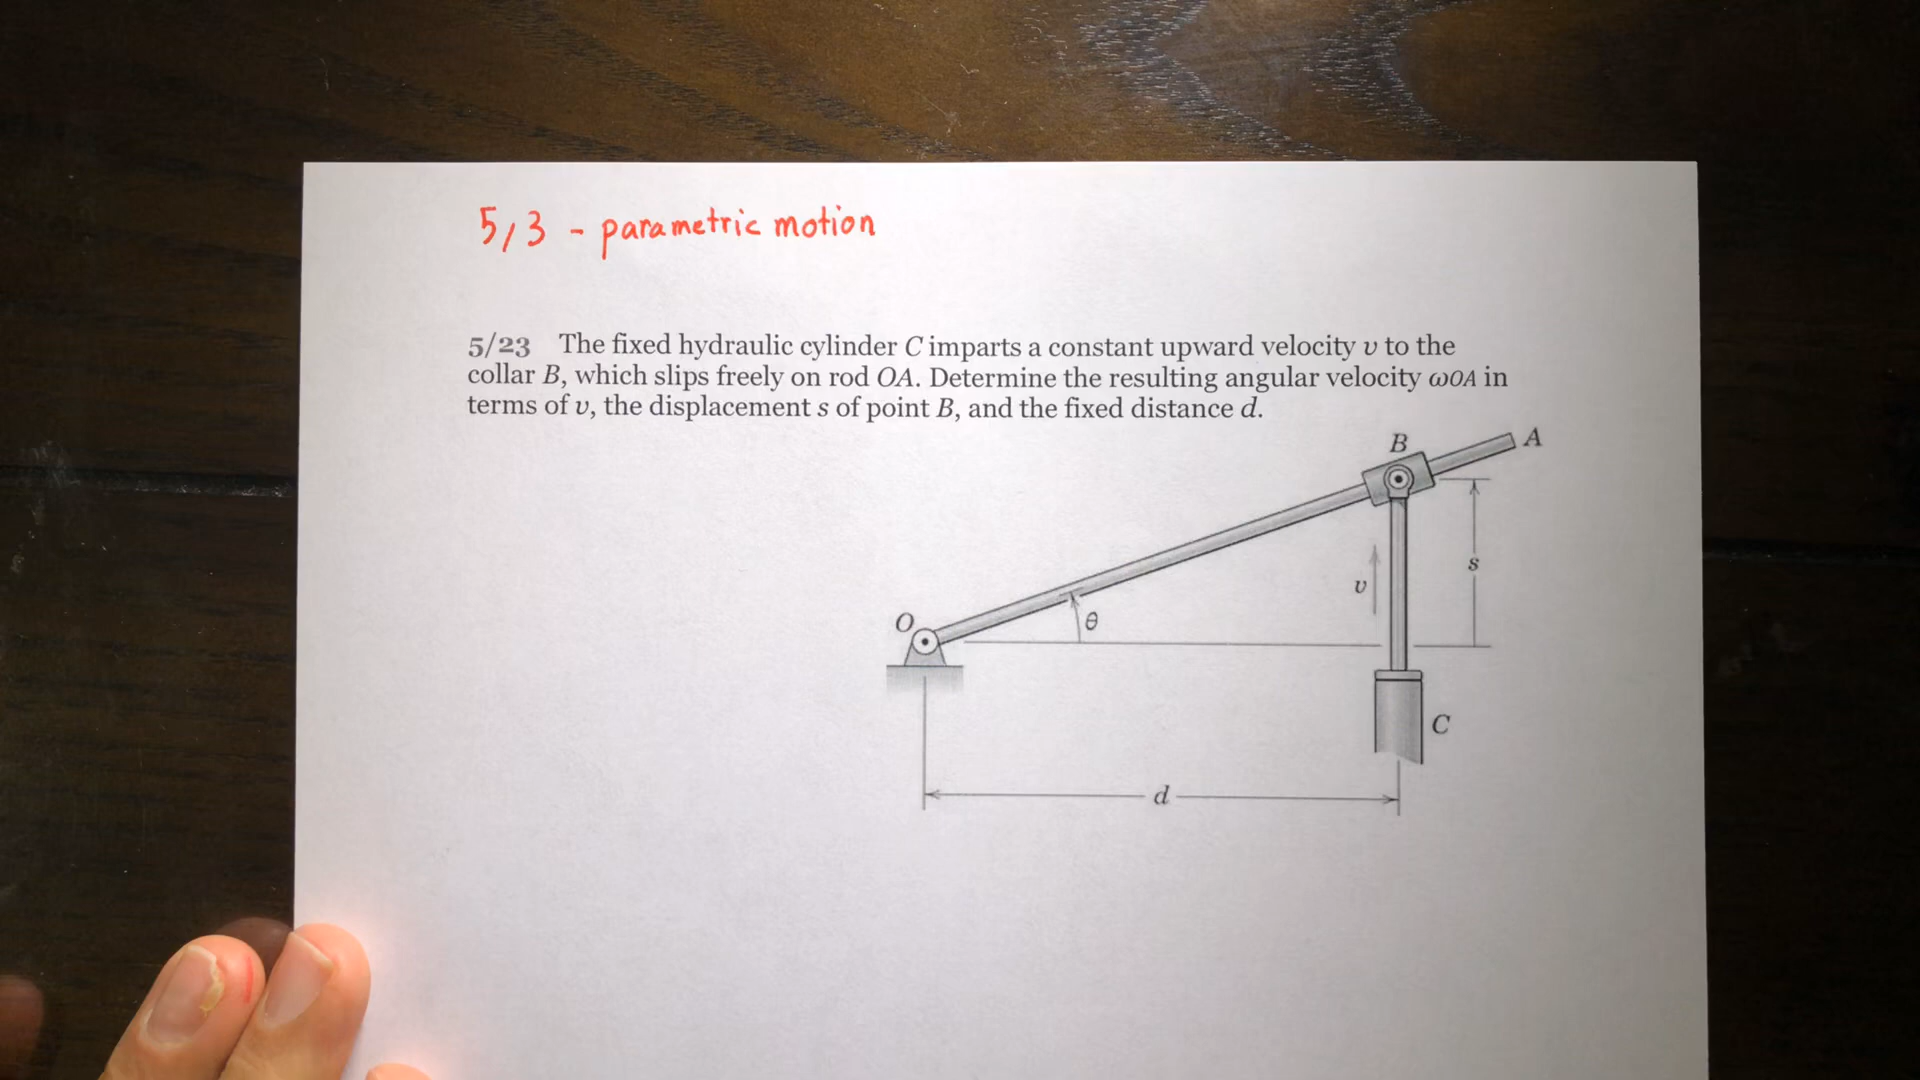 5/3 - parametric motion
5/23 The fixed hydraulic cylinder C imparts a constant upward velocity v to the
collar B, which slips freely on rod OA. Determine the resulting angular velocity ωOA in
terms of v, the displacement s of point B, and the fixed distance d.
B
A
s
v
O
θ
C
d